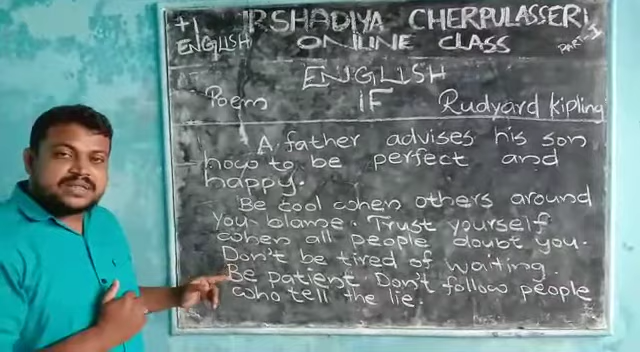 +1 IRSHADIYA CHERPULASSERI
ENGLISH ONLINE CLASS PART-1
ENGLISH
Poem IF Rudyard kipling
A father advises his son
how to be perfect and
happy.
Be cool when others around
you blame. Trust yourself
when all people doubt you.
Don't be tired of waiting.
Be patient. Don't follow people
who tell the lie.